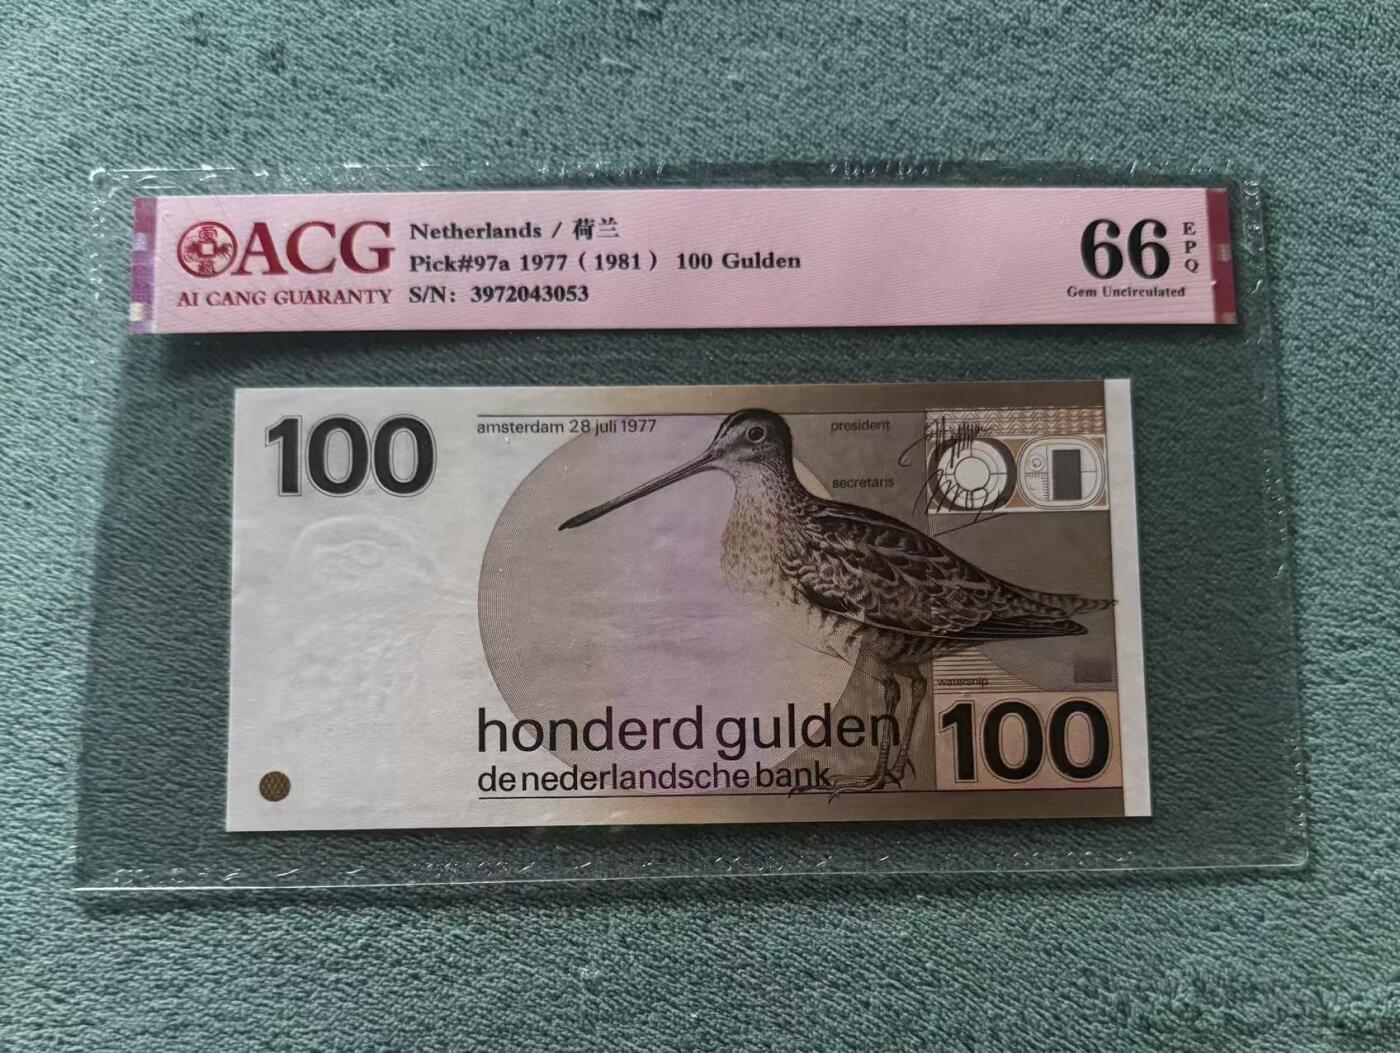 ACG
AI CANG GUARANTY
Netherlands / 荷兰
Pick#97a 1977 ( 1981 ) 100 Gulden
S/N: 3972043053
66
EPQ
Gem Uncirculated
100
amsterdam 28 juli 1977
president
secretaris
watersnip
honderd gulden
de nederlandsche bank
100